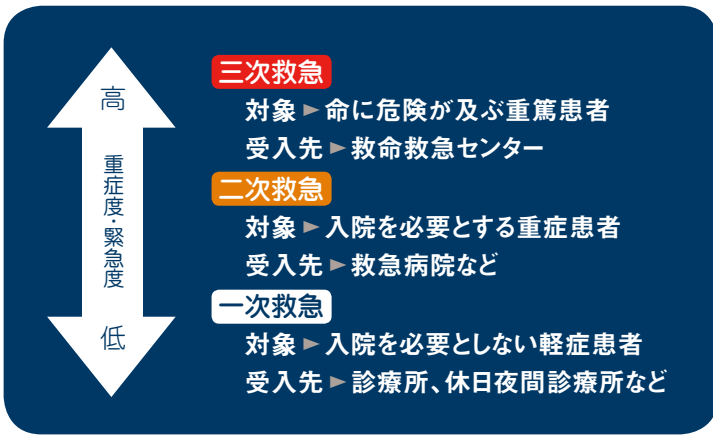 高
重症度・緊急度
低
三次救急
対象►命に危険が及ぶ重篤患者
受入先►救命救急センター
二次救急
対象►入院を必要とする重症患者
受入先►救急病院など
一次救急
対象►入院を必要としない軽症患者
受入先►診療所、休日夜間診療所など